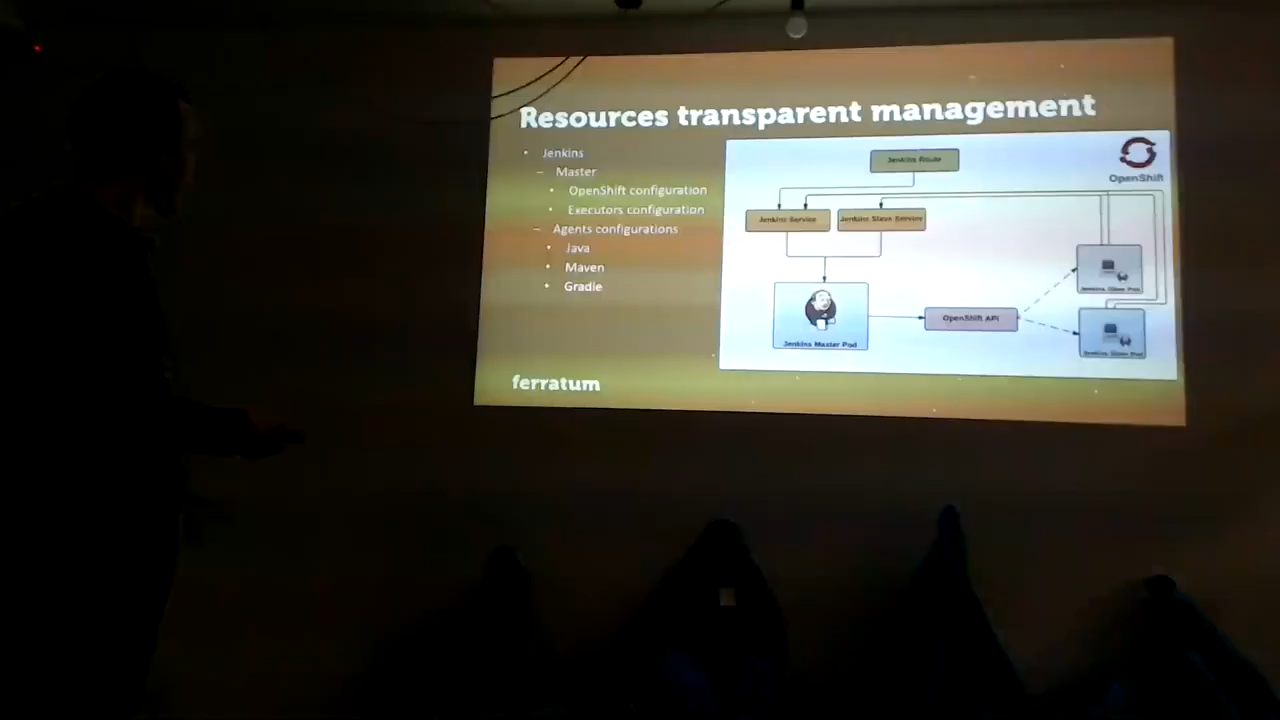 Resources transparent management
• Jenkins
– Master
• OpenShift configuration
• Executors configuration
– Agents configurations
• Java
• Maven
• Gradle
Jenkins Route
OpenShift
Jenkins Service
Jenkins Slave Service
Jenkins Slave Pod
Jenkins Master Pod
OpenShift API
Jenkins Slave Pod
ferratum